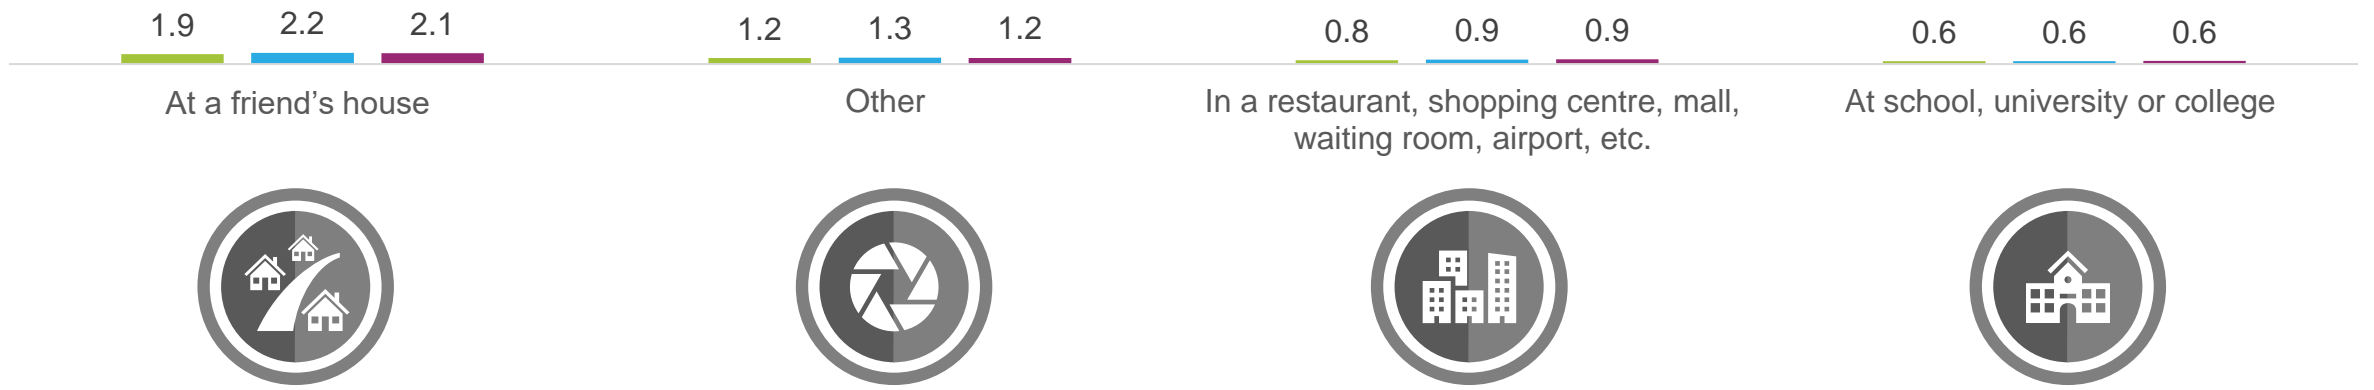 1.9 2.2 2.1
At a friend’s house
1.2 1.3 1.2
Other
0.8 0.9 0.9
In a restaurant, shopping centre, mall,
waiting room, airport, etc.
0.6 0.6 0.6
At school, university or college